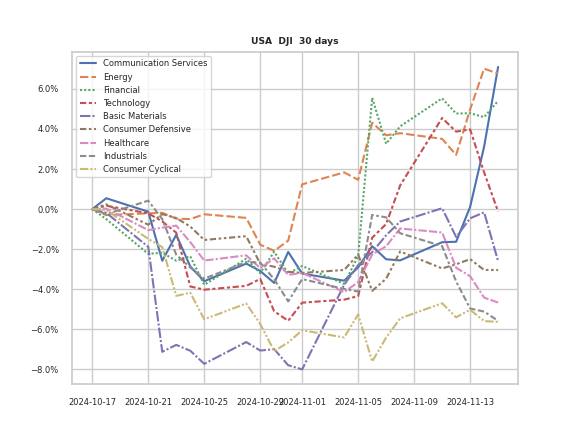 USA DJI 30 days
Communication Services
Energy
Financial
Technology
Basic Materials
Consumer Defensive
Healthcare
Industrials
Consumer Cyclical
6.0%
4.0%
2.0%
0.0%
−2.0%
−4.0%
−6.0%
−8.0%
2024-10-17 2024-10-21 2024-10-25 2024-10-29 2024-11-01 2024-11-05 2024-11-09 2024-11-13